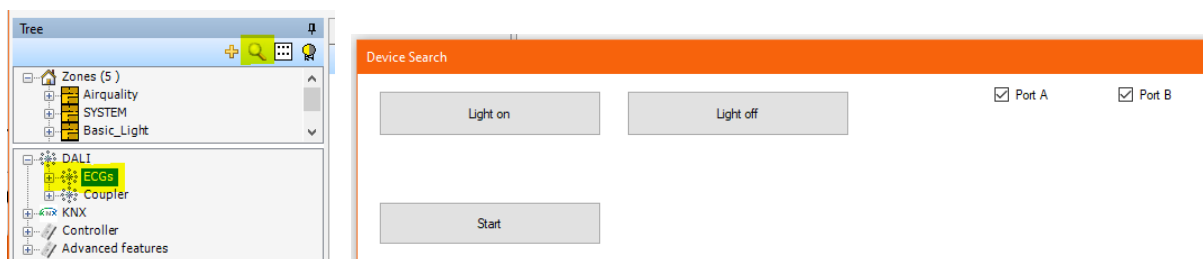 Tree
Zones (5 )
Airquality
SYSTEM
Basic_Light
DALI
ECGs
Coupler
KNX KNX
Controller
Advanced features
Device Search
Light on
Light off
Port A
Port B
Start